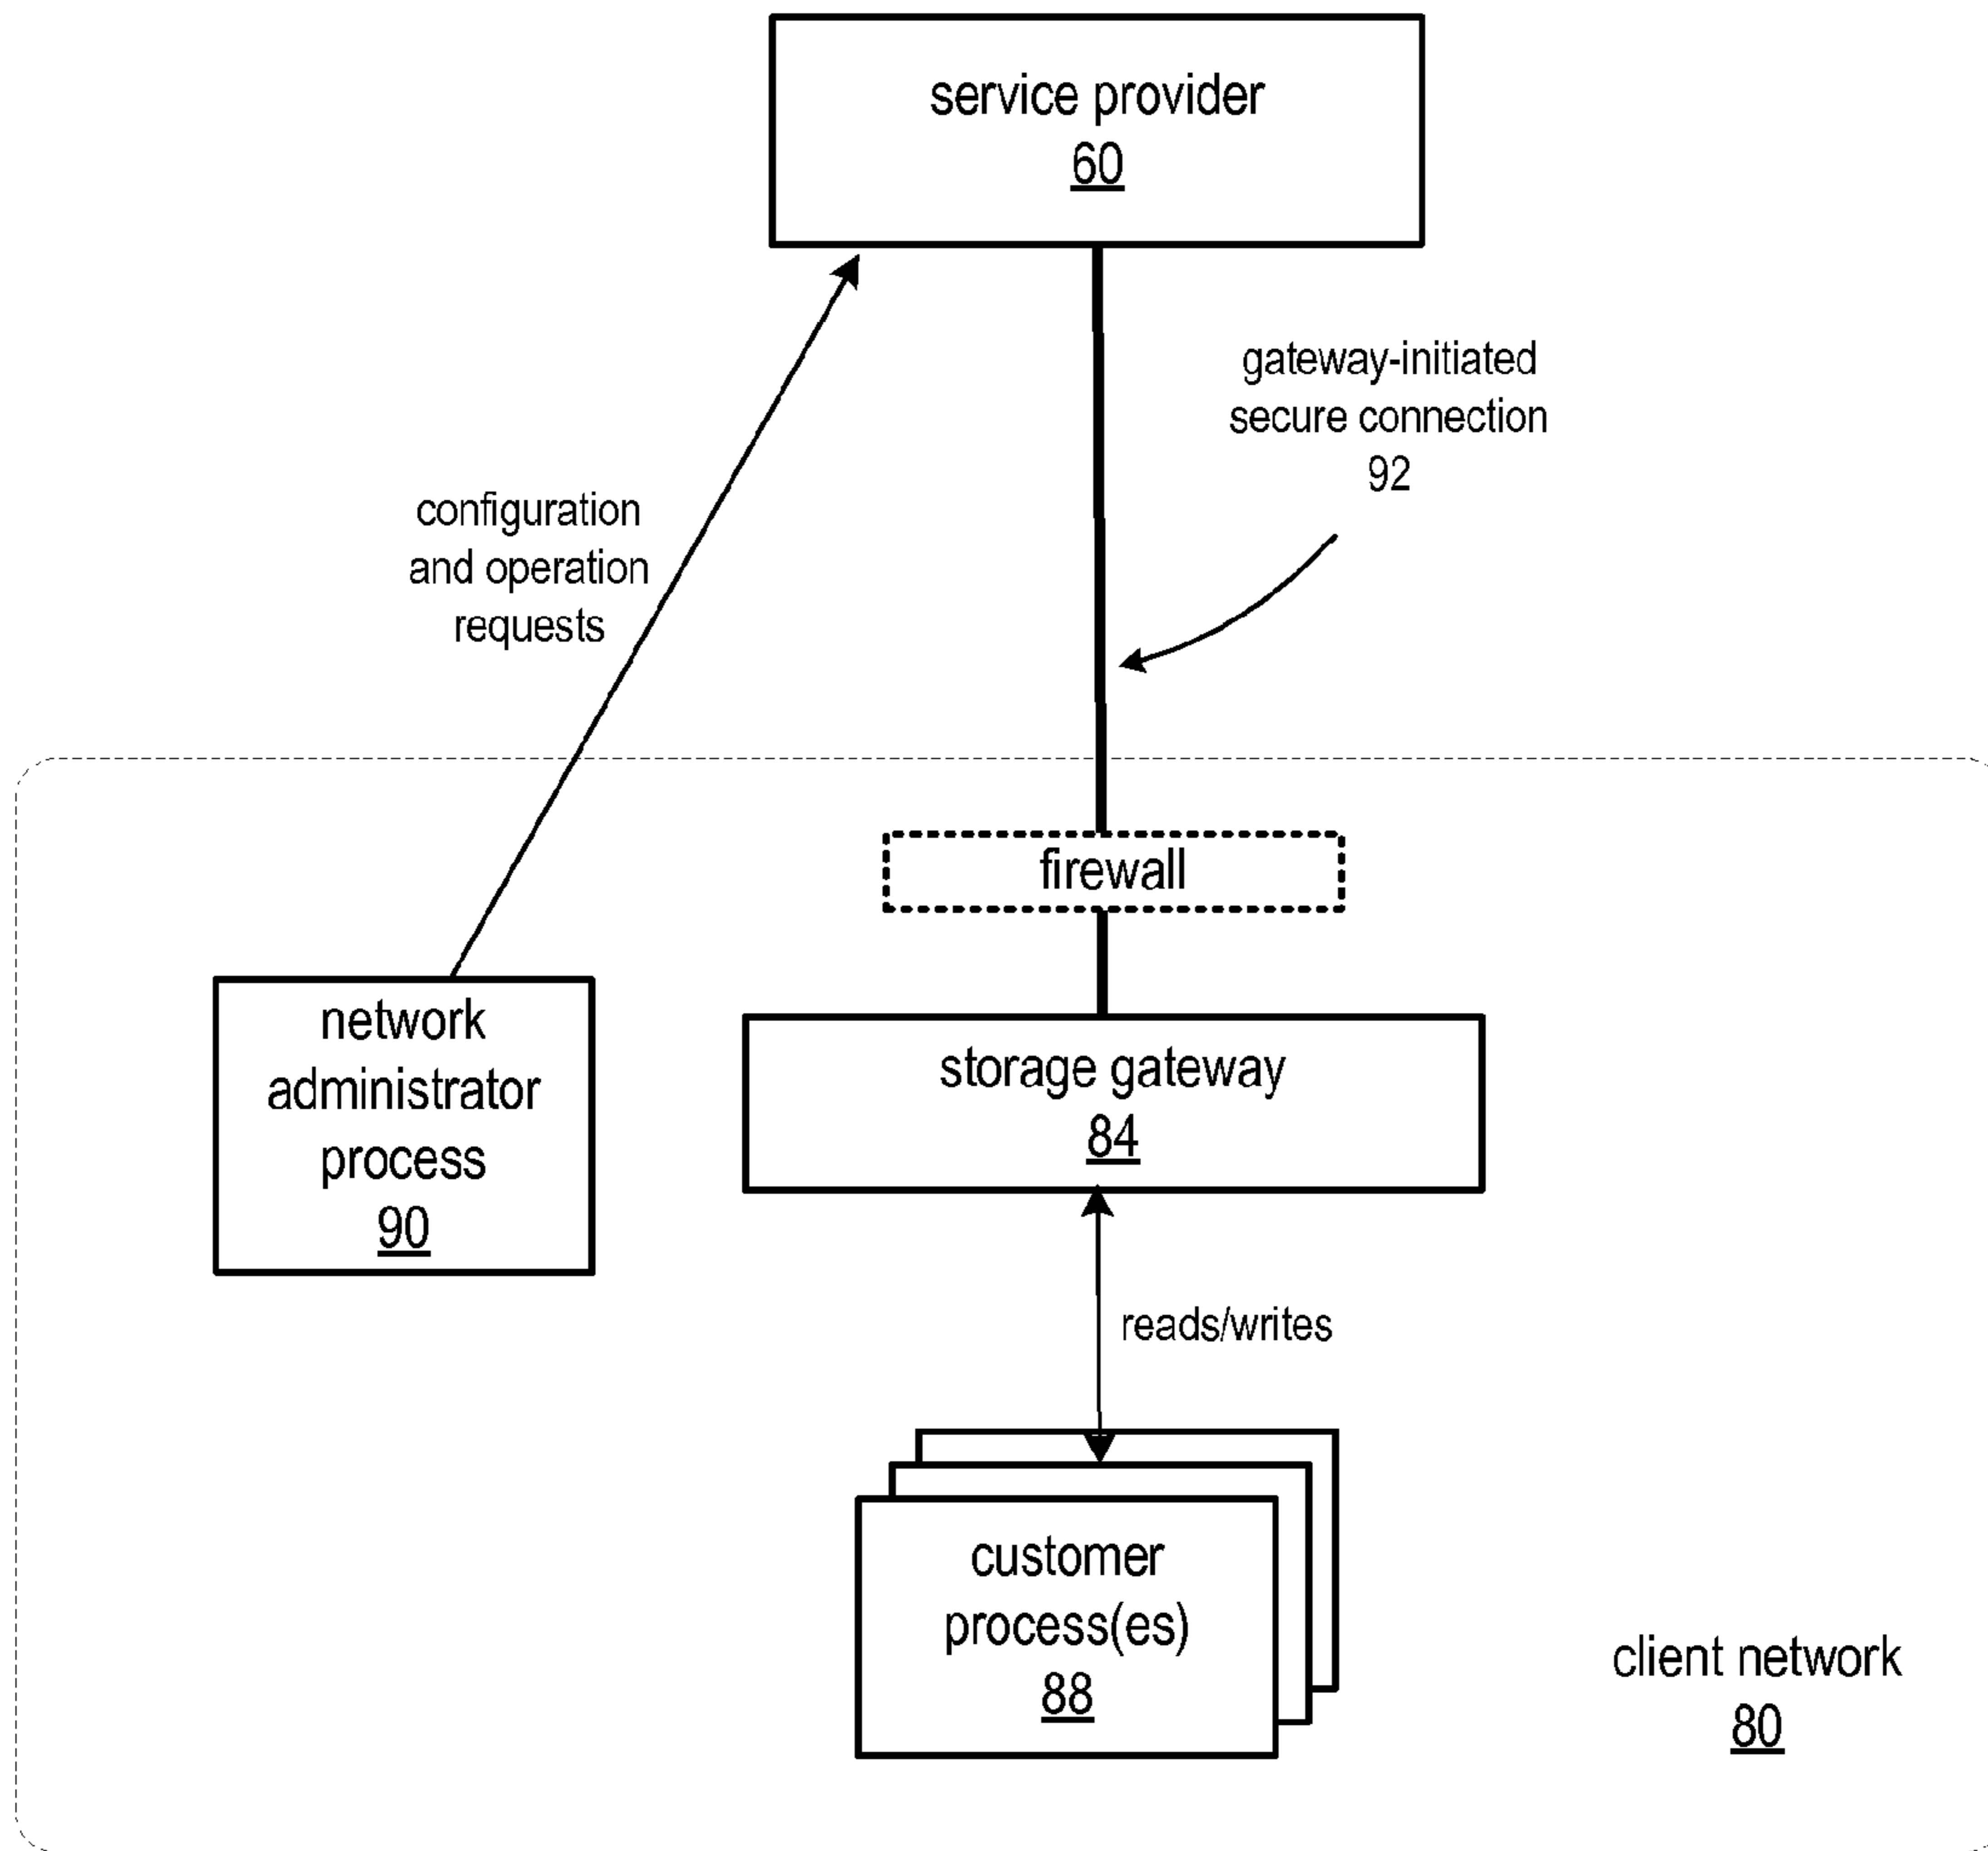 service provider
60
gateway-initiated
secure connection
92
configuration
and operation
requests
firewall
network
administrator
process
90
storage gateway
84
reads/writes
customer
process(es)
88
client network
80